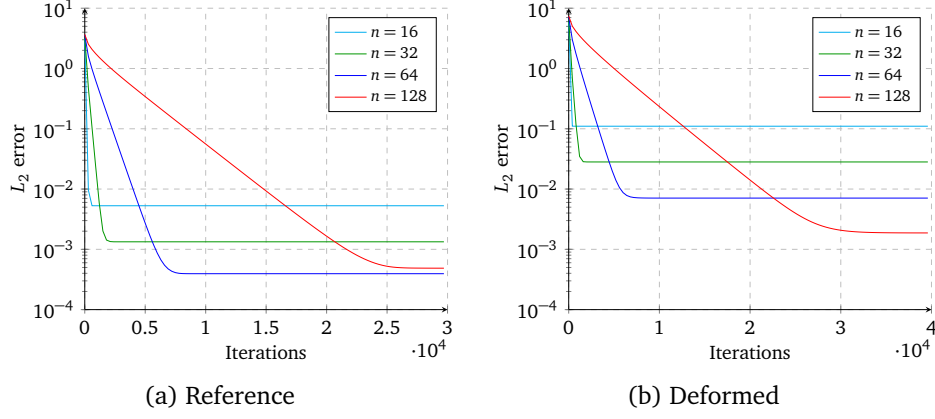 10^1
10^0
10^−1
10^−2
10^−3
10^−4
L_2 error
0 0.5 1 1.5 2 2.5 3
Iterations
·10^4
n = 16
n = 32
n = 64
n = 128
(a) Reference
10^1
10^0
10^−1
10^−2
10^−3
10^−4
L_2 error
0 1 2 3 4
Iterations
·10^4
n = 16
n = 32
n = 64
n = 128
(b) Deformed